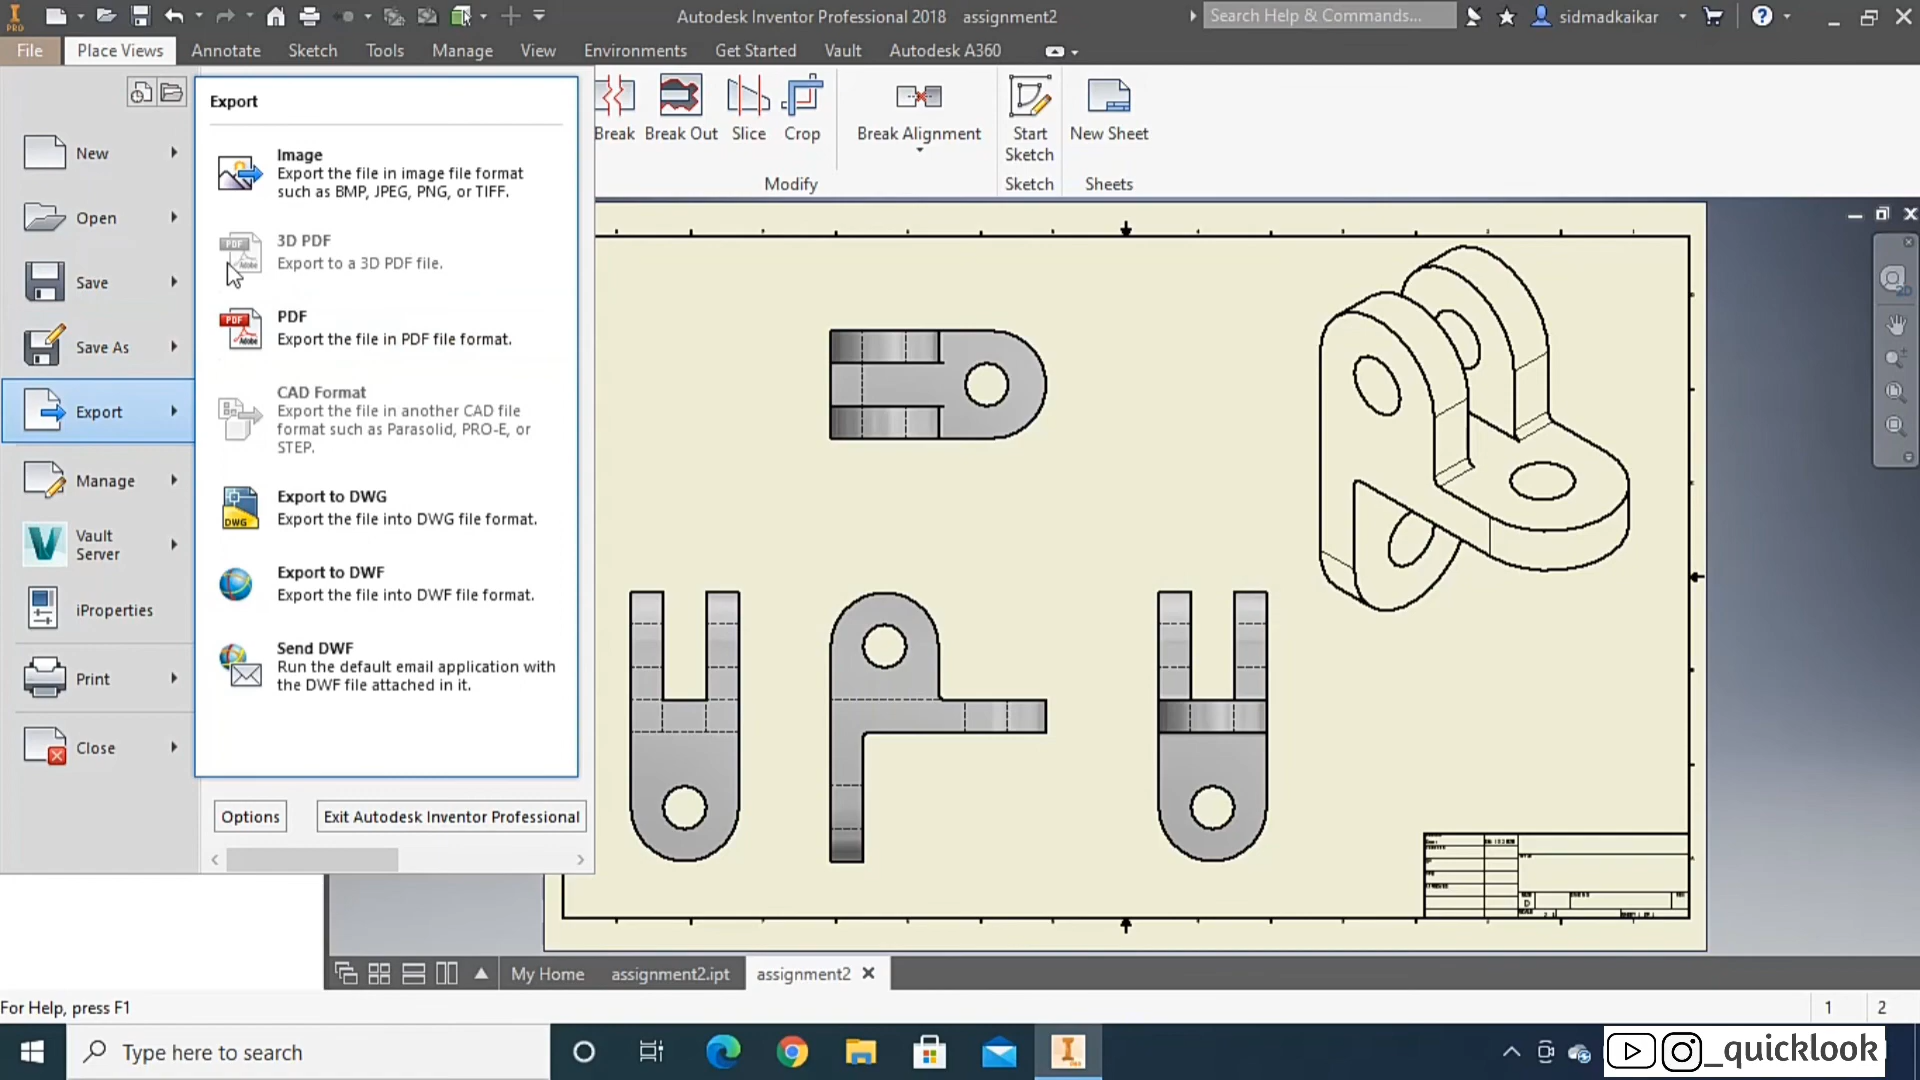 PRO
Autodesk Inventor Professional 2018 assignment2
Search Help & Commands...
sidmadkaikar
File
Place Views
Annotate
Sketch
Tools
Manage
View
Environments
Get Started
Vault
Autodesk A360
Break
Break Out
Slice
Crop
Break Alignment
Start
Sketch
New Sheet
Modify
Sketch
Sheets
New
Open
Save
Save As
Export
Manage
Vault
Server
iProperties
Print
Close
Export
Image
Export the file in image file format
such as BMP, JPEG, PNG, or TIFF.
3D PDF
Export to a 3D PDF file.
PDF
Export the file in PDF file format.
CAD Format
Export the file in another CAD file
format such as Parasolid, PRO-E, or
STEP.
Export to DWG
Export the file into DWG file format.
Export to DWF
Export the file into DWF file format.
Send DWF
Run the default email application with
the DWF file attached in it.
Options
Exit Autodesk Inventor Professional
My Home
assignment2.ipt
assignment2
For Help, press F1
1
2
Type here to search
_quicklook